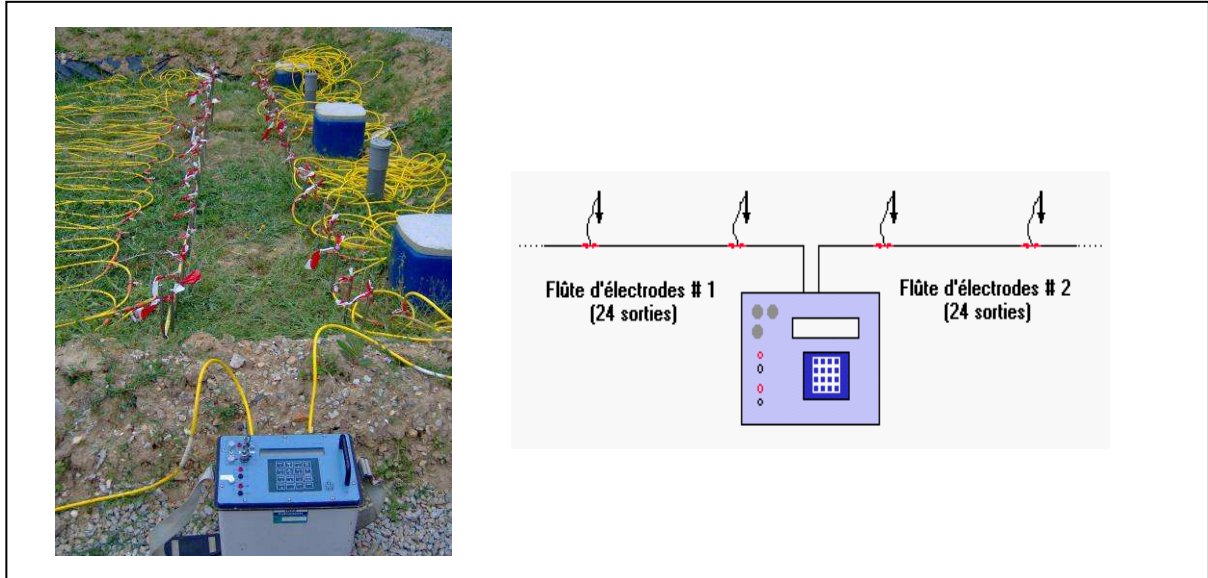 Flûte d'électrodes # 1
(24 sorties)
Flûte d'électrodes # 2
(24 sorties)